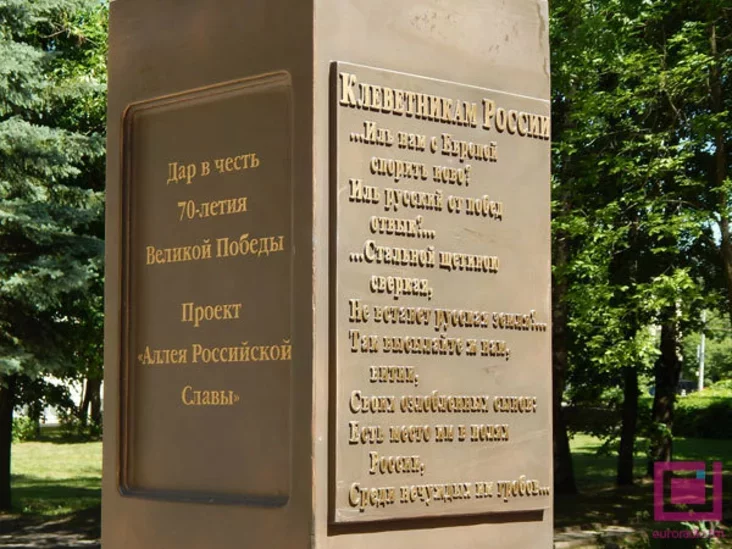 Дар в честь
70-летия
Великой Победы
Проект
«Аллея Российской
Славы»
Клеветникам России
...Иль нам с Европой
спорить ново?
Иль русский от побед
отвык?...
...Стальной щетиною
сверкая,
Не встанет русская земля?...
Так высылайте ж нам,
витии,
Своих озлобленных сынов:
Есть место им в полях
России,
Среди нечуждых им гробов...